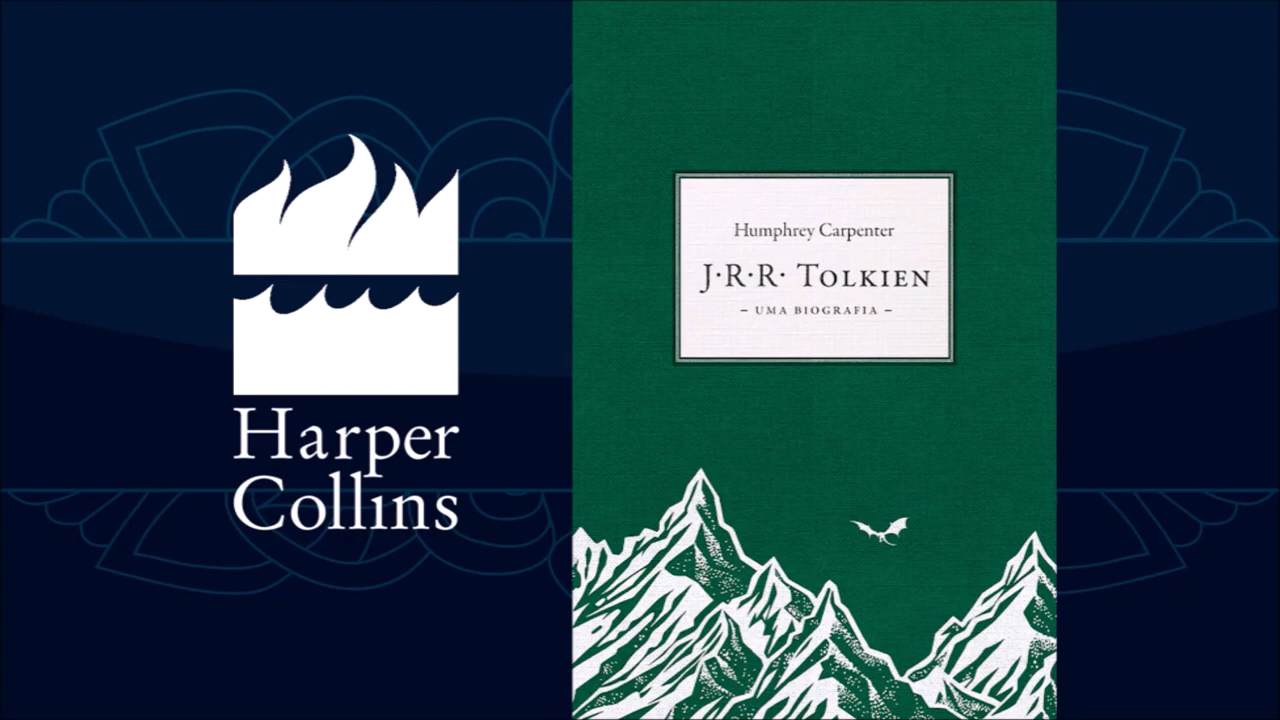 Harper
Collins
Humphrey Carpenter
J·R·R· TOLKIEN
– UMA BIOGRAFIA –